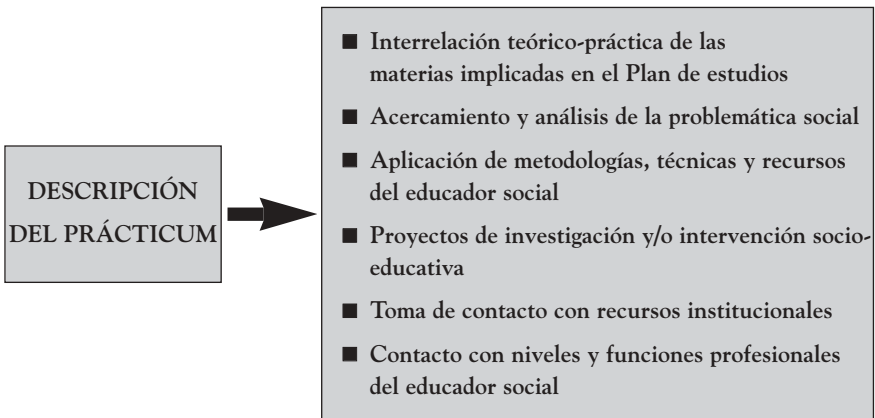 DESCRIPCIÓN
DEL PRÁCTICUM
■ Interrelación teórico-práctica de las
materias implicadas en el Plan de estudios
■ Acercamiento y análisis de la problemática social
■ Aplicación de metodologías, técnicas y recursos
del educador social
■ Proyectos de investigación y/o intervención socio-
educativa
■ Toma de contacto con recursos institucionales
■ Contacto con niveles y funciones profesionales
del educador social